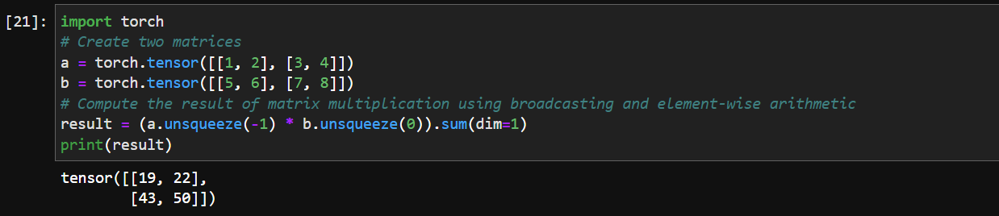 [21]: import torch
# Create two matrices
a = torch.tensor([[1, 2], [3, 4]])
b = torch.tensor([[5, 6], [7, 8]])
# Compute the result of matrix multiplication using broadcasting and element-wise arithmetic
result = (a.unsqueeze(-1) * b.unsqueeze(0)).sum(dim=1)
print(result)
tensor([[19, 22],
        [43, 50]])